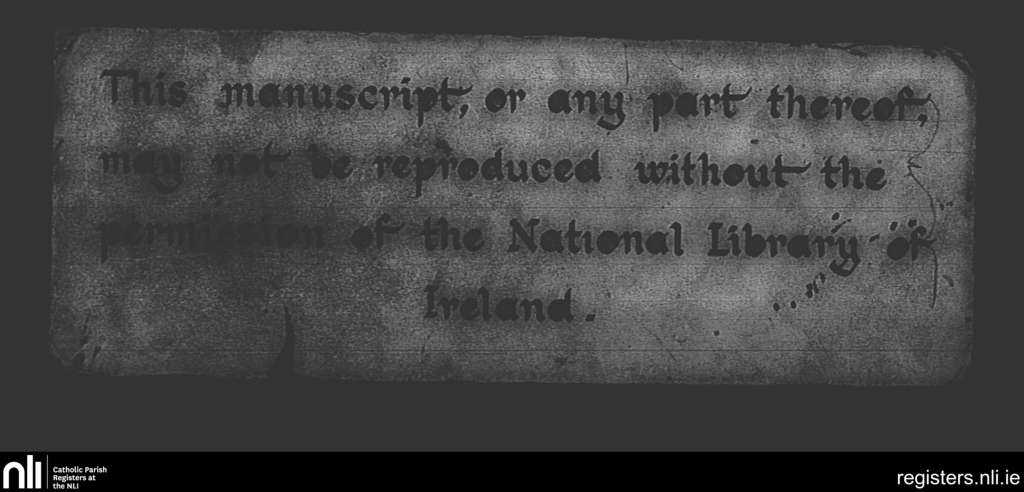 This manuscript, or any part thereof,
may not be reproduced without the
permission of the National Library of
Ireland.
nli
Catholic Parish
Registers at
the NLI
registers.nli.ie